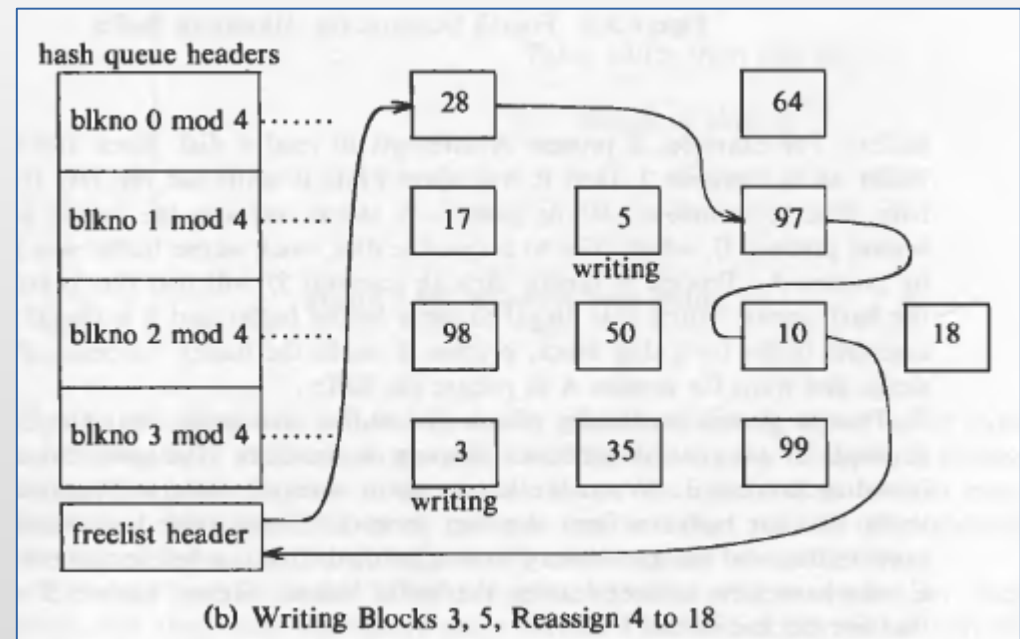 hash queue headers
blkno 0 mod 4
28
64
blkno 1 mod 4
17
5
97
writing
blkno 2 mod 4
98
50
10
18
blkno 3 mod 4
3
35
99
writing
freelist header
(b) Writing Blocks 3, 5, Reassign 4 to 18